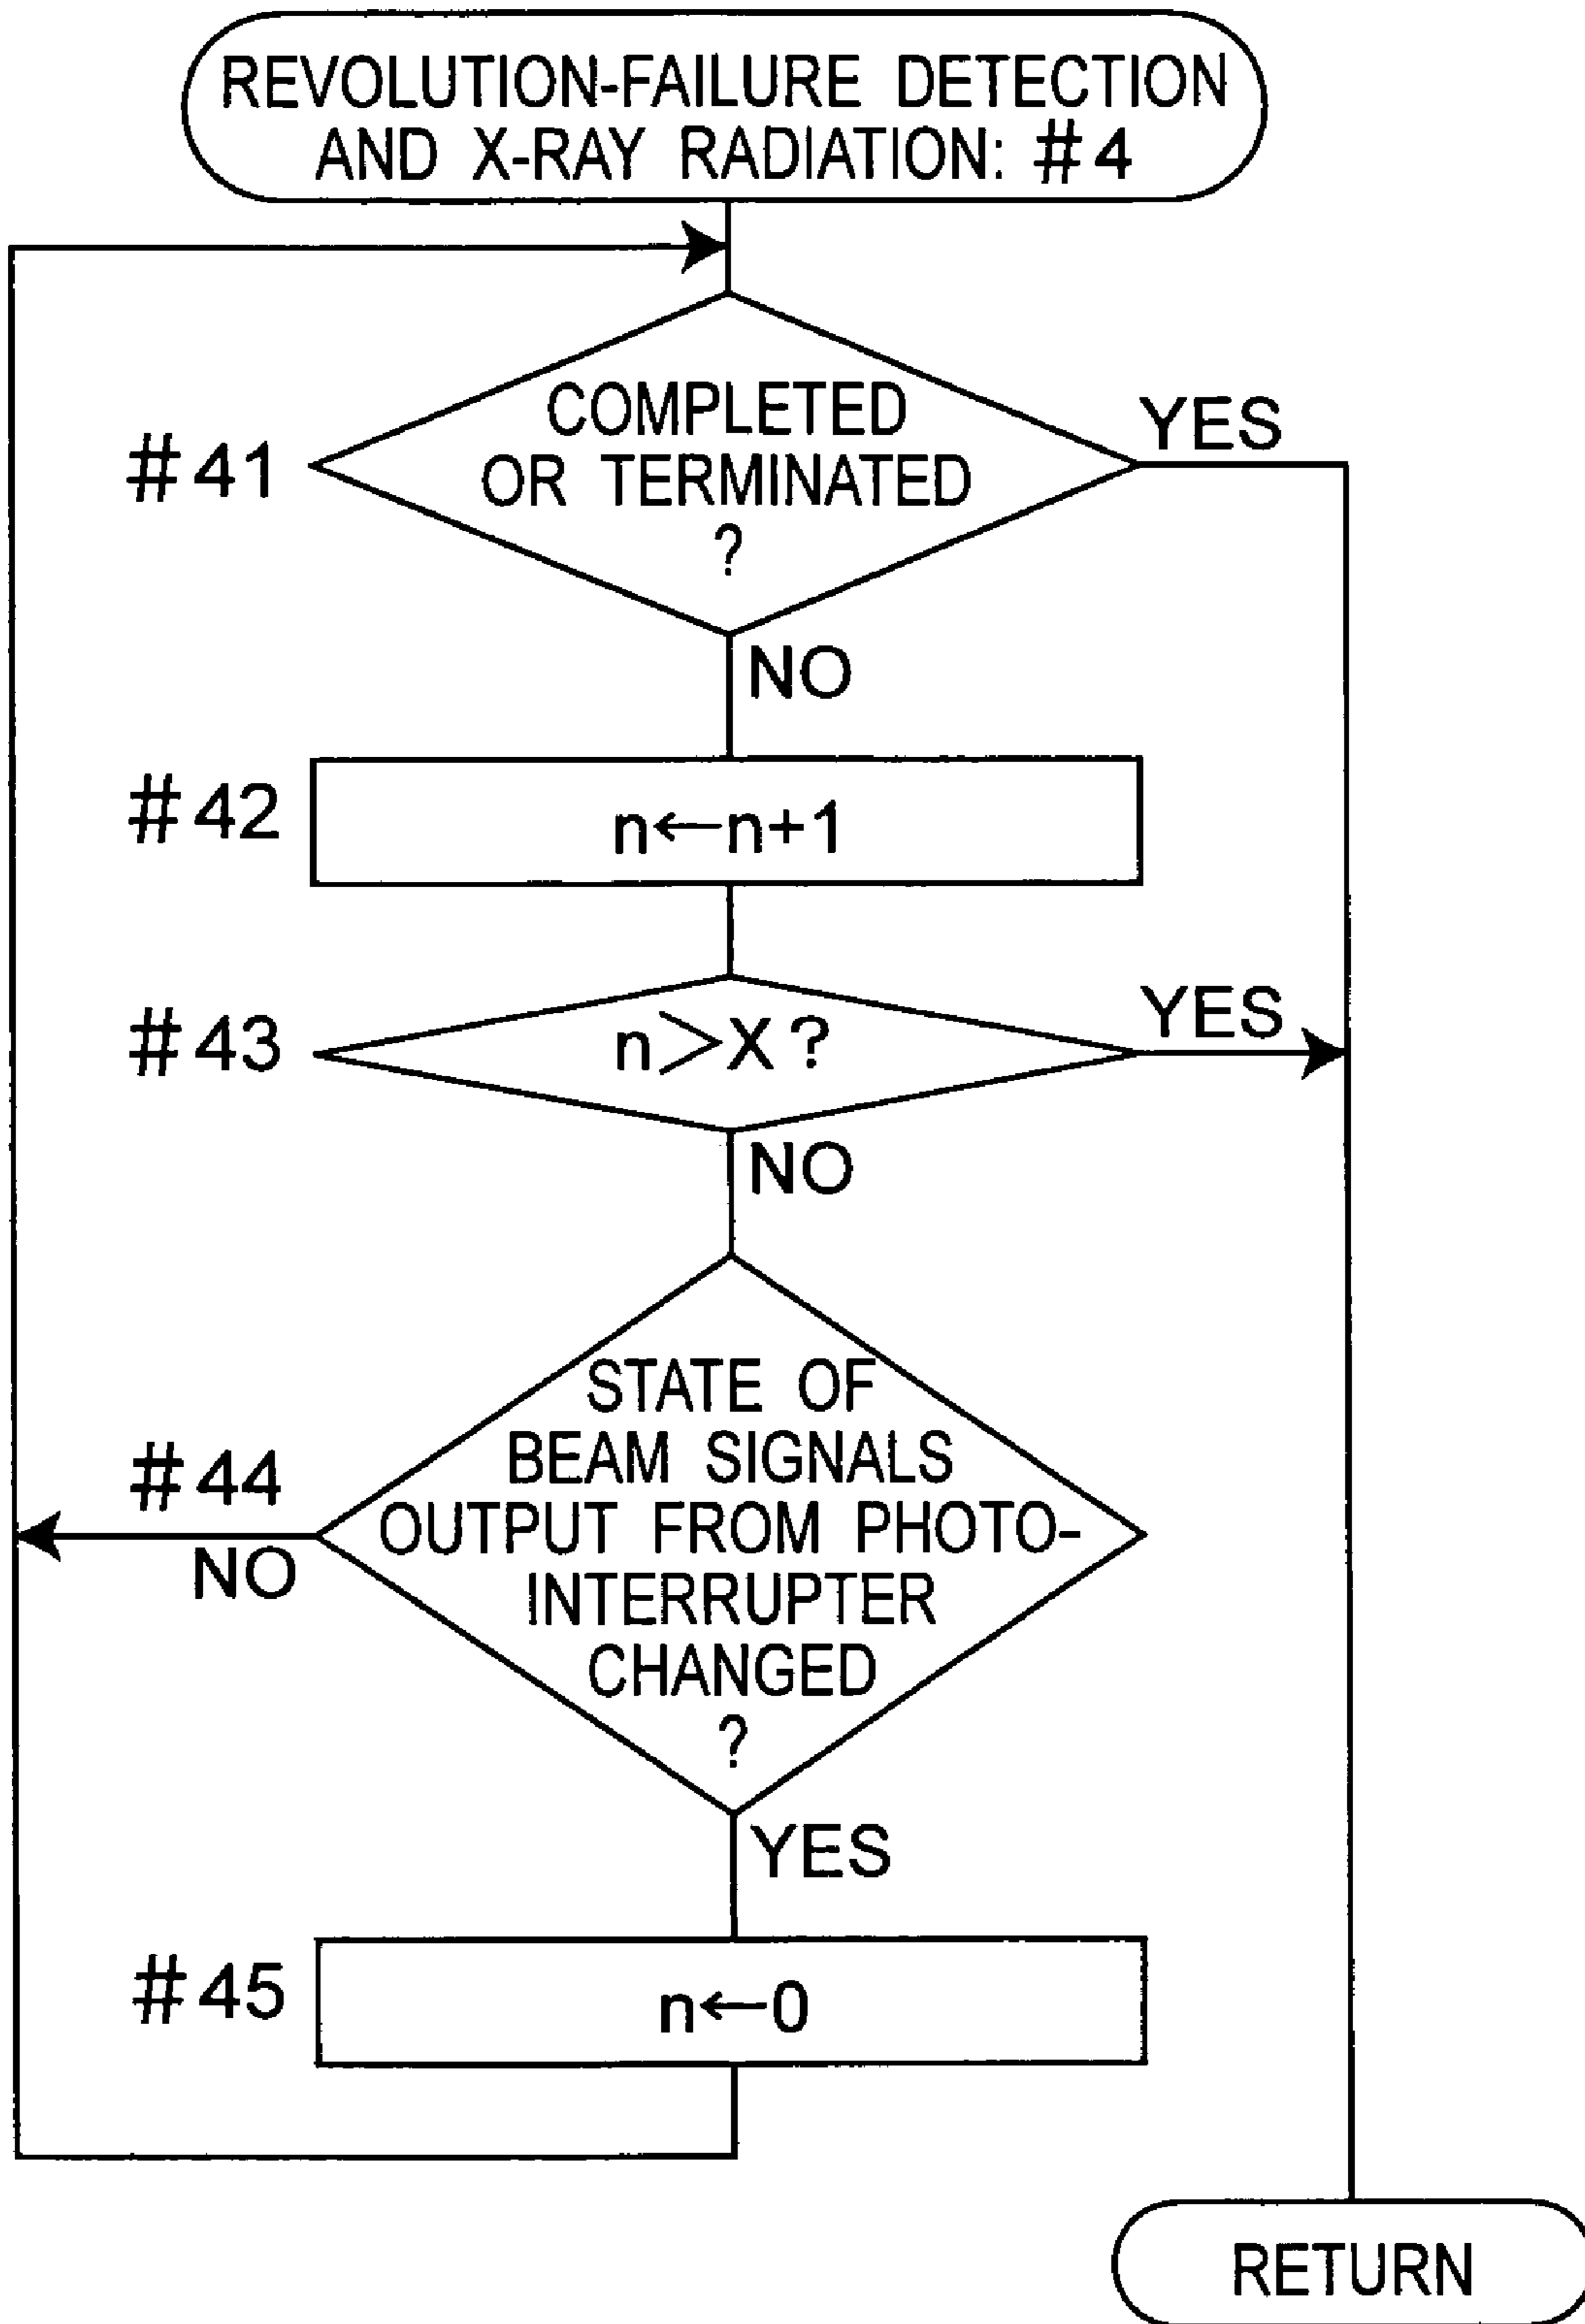 REVOLUTION-FAILURE DETECTION
AND X-RAY RADIATION: #4
COMPLETED
OR TERMINATED
?
YES
#41
NO
#42
n←n+1
#43
n>X?
YES
NO
STATE OF
BEAM SIGNALS
OUTPUT FROM PHOTO-
INTERRUPTER
CHANGED
?
#44
NO
YES
#45
n←0
RETURN